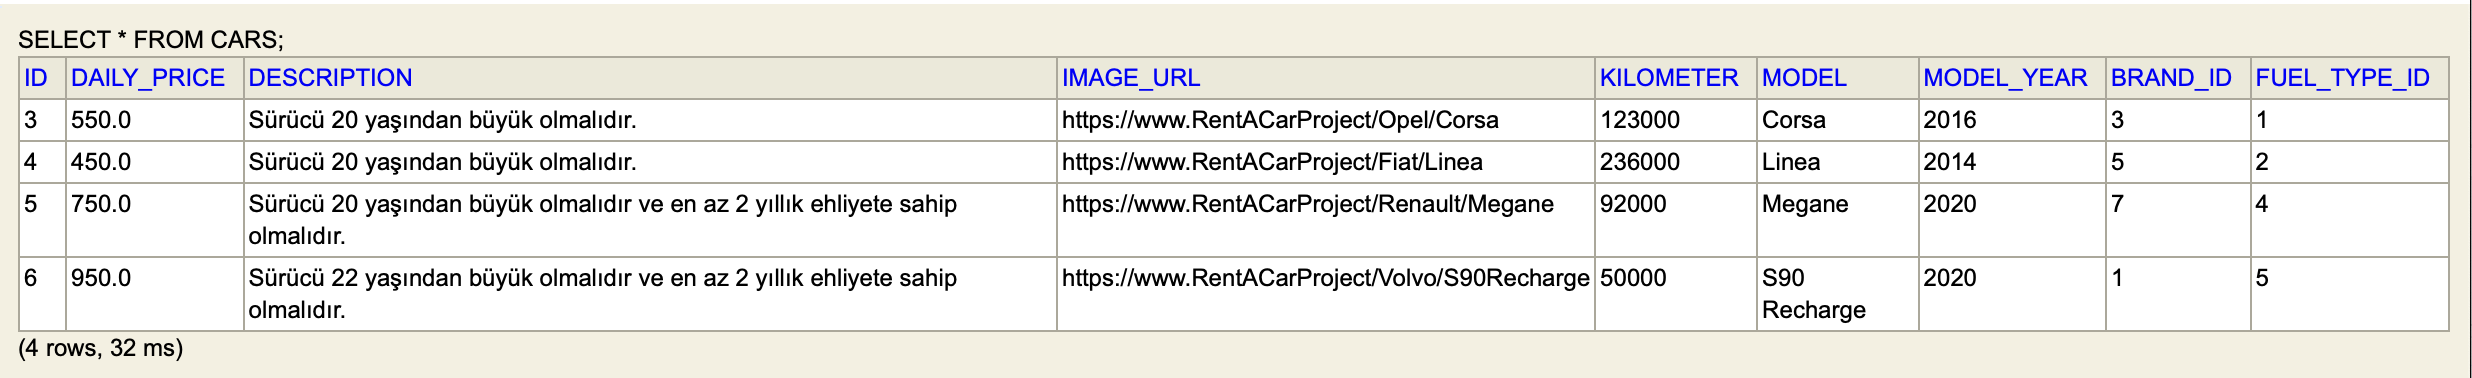 SELECT * FROM CARS;
ID DAILY_PRICE DESCRIPTION IMAGE_URL KILOMETER MODEL MODEL_YEAR BRAND_ID FUEL_TYPE_ID
3 550.0 Sürücü 20 yaşından büyük olmalıdır. https://www.RentACarProject/Opel/Corsa 123000 Corsa 2016 3 1
4 450.0 Sürücü 20 yaşından büyük olmalıdır. https://www.RentACarProject/Fiat/Linea 236000 Linea 2014 5 2
5 750.0 Sürücü 20 yaşından büyük olmalıdır ve en az 2 yıllık ehliyete sahip https://www.RentACarProject/Renault/Megane 92000 Megane 2020 7 4
olmalıdır.
6 950.0 Sürücü 22 yaşından büyük olmalıdır ve en az 2 yıllık ehliyete sahip https://www.RentACarProject/Volvo/S90Recharge 50000 S90 2020 1 5
olmalıdır. Recharge
(4 rows, 32 ms)